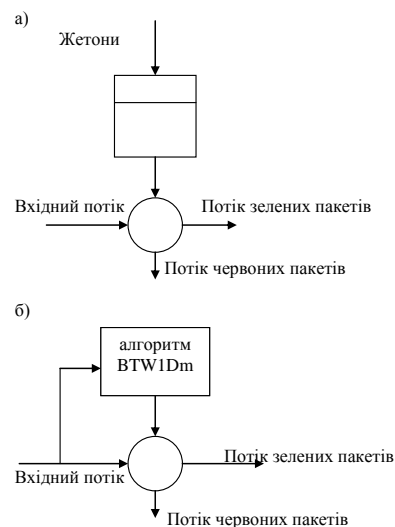 а)
Жетони
Вхідний потік
Потік зелених пакетів
Потік червоних пакетів
б)
алгоритм
BTW1Dm
Потік зелених пакетів
Вхідний потік
Потік червоних пакетів